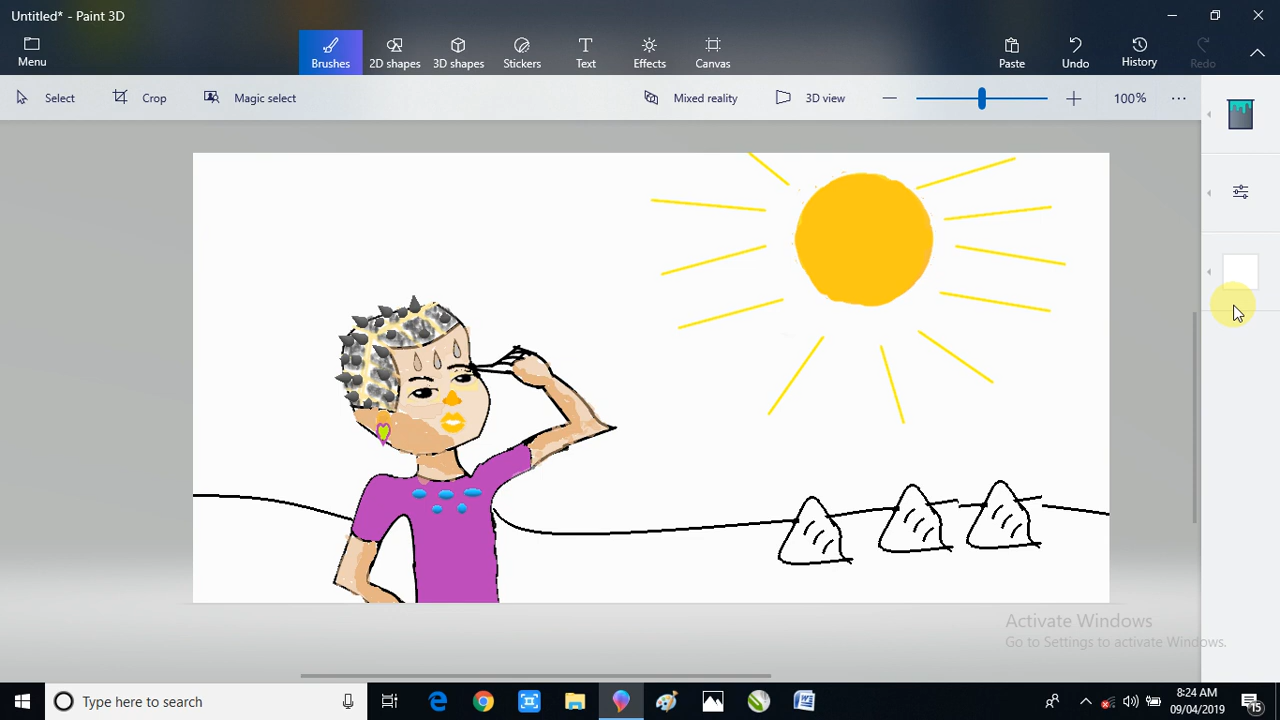 Untitled* - Paint 3D
Menu
Brushes
2D shapes
3D shapes
Stickers
Text
Effects
Canvas
Paste
Undo
History
Redo
Select
Crop
Magic select
Mixed reality
3D view
100%
Activate Windows
Go to Settings to activate Windows.
Type here to search
8:24 AM
09/04/2019
15